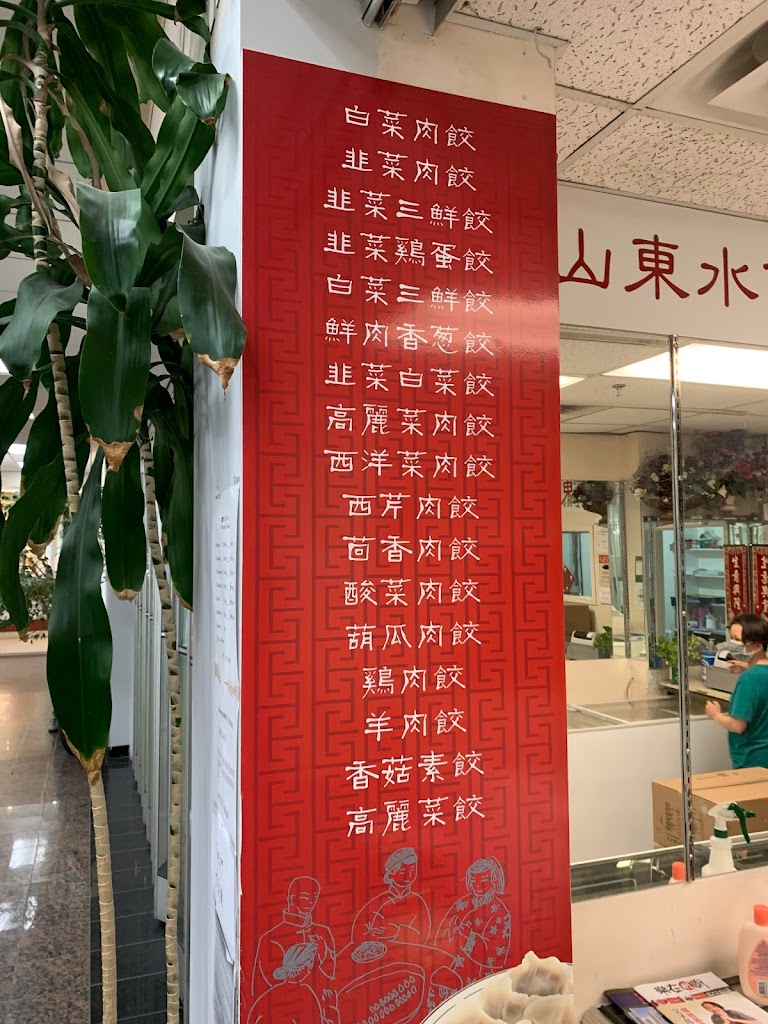 白菜肉餃
韭菜肉餃
韭菜三鮮餃
韭菜鷄蛋餃
白菜三鮮餃
鮮肉香葱餃
韭菜白菜餃
高麗菜肉餃
西洋菜肉餃
西芹肉餃
茴香肉餃
酸菜肉餃
葫瓜肉餃
鷄肉餃
羊肉餃
香菇素餃
高麗菜餃
山東水